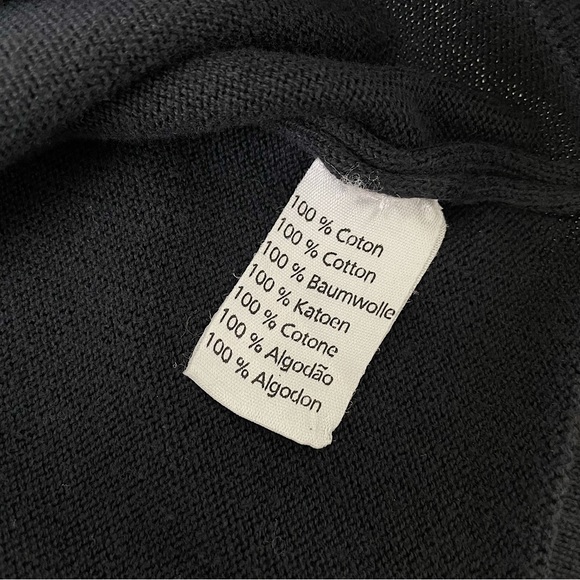 100 % Coton
100 % Cotton
100 % Baumwolle
100 % Katoen
100 % Cotone
100 % Algodão
100 % Algodon